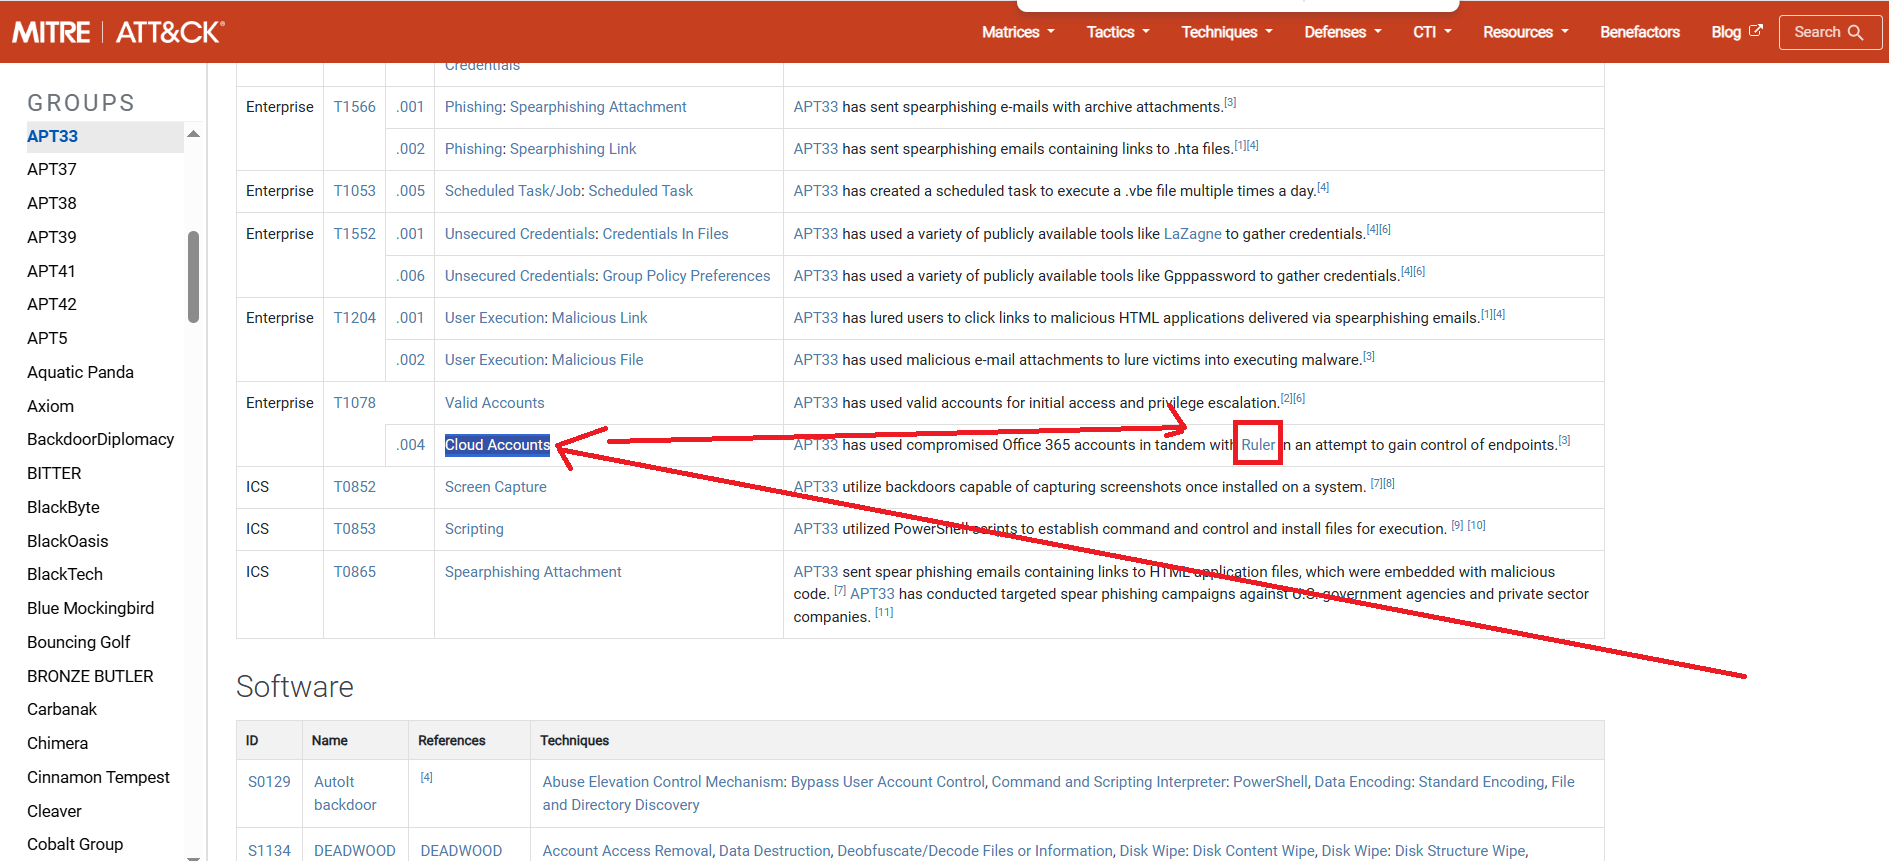 MITRE | ATT&CK®
Matrices Tactics Techniques Defenses CTI Resources Benefactors Blog Search
GROUPS
APT33
APT37
APT38
APT39
APT41
APT42
APT5
Aquatic Panda
Axiom
BackdoorDiplomacy
BITTER
BlackByte
BlackOasis
BlackTech
Blue Mockingbird
Bouncing Golf
BRONZE BUTLER
Carbanak
Chimera
Cinnamon Tempest
Cleaver
Cobalt Group
Credentials
Enterprise T1566 .001 Phishing: Spearphishing Attachment APT33 has sent spearphishing e-mails with archive attachments.[3]
.002 Phishing: Spearphishing Link APT33 has sent spearphishing emails containing links to .hta files.[1][4]
Enterprise T1053 .005 Scheduled Task/Job: Scheduled Task APT33 has created a scheduled task to execute a .vbe file multiple times a day.[4]
Enterprise T1552 .001 Unsecured Credentials: Credentials In Files APT33 has used a variety of publicly available tools like LaZagne to gather credentials.[4][6]
.006 Unsecured Credentials: Group Policy Preferences APT33 has used a variety of publicly available tools like Gpppassword to gather credentials.[4][6]
Enterprise T1204 .001 User Execution: Malicious Link APT33 has lured users to click links to malicious HTML applications delivered via spearphishing emails.[1][4]
.002 User Execution: Malicious File APT33 has used malicious e-mail attachments to lure victims into executing malware.[3]
Enterprise T1078 Valid Accounts APT33 has used valid accounts for initial access and privilege escalation.[2][6]
.004 Cloud Accounts APT33 has used compromised Office 365 accounts in tandem with Ruler in an attempt to gain control of endpoints.[3]
ICS T0852 Screen Capture APT33 utilize backdoors capable of capturing screenshots once installed on a system. [7][8]
ICS T0853 Scripting APT33 utilized PowerShell scripts to establish command and control and install files for execution. [9] [10]
ICS T0865 Spearphishing Attachment APT33 sent spear phishing emails containing links to HTML application files, which were embedded with malicious
code. [7] APT33 has conducted targeted spear phishing campaigns against U.S. government agencies and private sector
companies. [11]
Software
ID Name References Techniques
S0129 AutoIt [4] Abuse Elevation Control Mechanism: Bypass User Account Control, Command and Scripting Interpreter: PowerShell, Data Encoding: Standard Encoding, File
backdoor and Directory Discovery
S1134 DEADWOOD DEADWOOD Account Access Removal, Data Destruction, Deobfuscate/Decode Files or Information, Disk Wipe: Disk Content Wipe, Disk Wipe: Disk Structure Wipe,